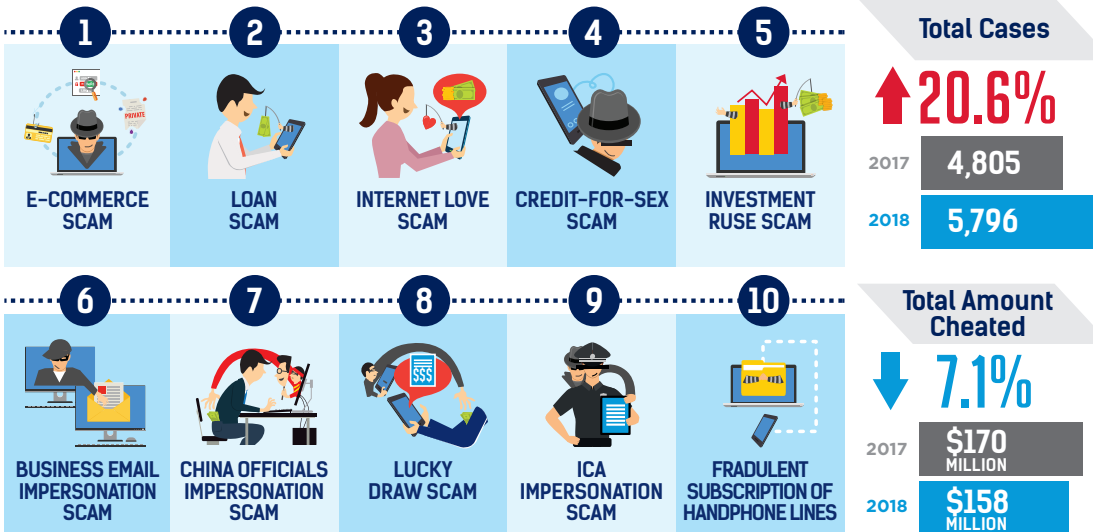 1
2
3
4
5
PRIVATE
E-COMMERCE
SCAM
LOAN
SCAM
INTERNET LOVE
SCAM
CREDIT-FOR-SEX
SCAM
INVESTMENT
RUSE SCAM
Total Cases
20.6%
2017
4,805
2018
5,796
6
7
8
9
10
$$$
BUSINESS EMAIL
IMPERSONATION
SCAM
CHINA OFFICIALS
IMPERSONATION
SCAM
LUCKY
DRAW SCAM
ICA
IMPERSONATION
SCAM
FRADULENT
SUBSCRIPTION OF
HANDPHONE LINES
Total Amount
Cheated
7.1%
2017
$170
MILLION
2018
$158
MILLION